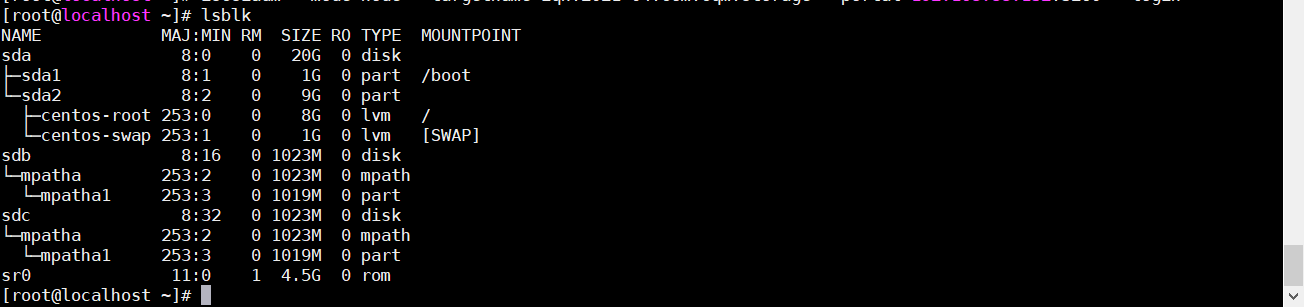 [root@localhost ~]# lsblk
NAME            MAJ:MIN RM  SIZE RO TYPE  MOUNTPOINT
sda               8:0    0   20G  0 disk
├─sda1            8:1    0    1G  0 part  /boot
└─sda2            8:2    0    9G  0 part
  ├─centos-root 253:0    0    8G  0 lvm   /
  └─centos-swap 253:1    0    1G  0 lvm   [SWAP]
sdb               8:16   0 1023M  0 disk
└─mpatha        253:2    0 1023M  0 mpath
  └─mpatha1     253:3    0 1019M  0 part
sdc               8:32   0 1023M  0 disk
└─mpatha        253:2    0 1023M  0 mpath
  └─mpatha1     253:3    0 1019M  0 part
sr0              11:0    1  4.5G  0 rom
[root@localhost ~]#